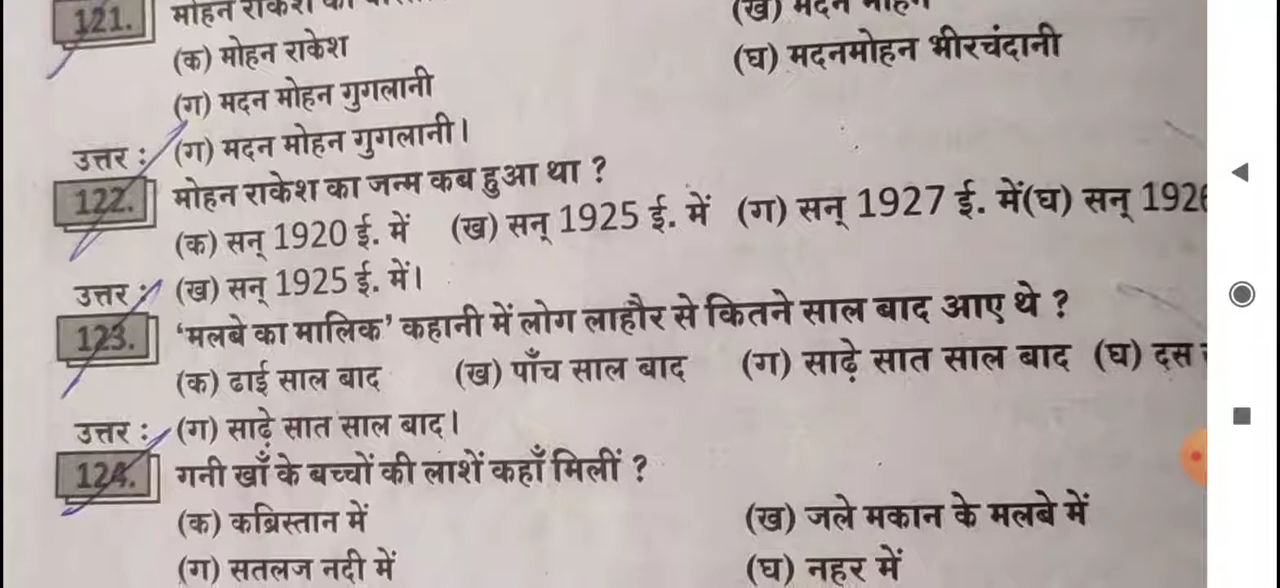 121. मोहन राकेश का
(ख) मदन मोहन
(क) मोहन राकेश
(घ) मदनमोहन भीरचंदानी
(ग) मदन मोहन गुगलानी
उत्तर : (ग) मदन मोहन गुगलानी।
122. मोहन राकेश का जन्म कब हुआ था ?
(क) सन् 1920 ई. में (ख) सन् 1925 ई. में (ग) सन् 1927 ई. में(घ) सन् 1926
उत्तर : (ख) सन् 1925 ई. में।
123. ‘मलबे का मालिक’ कहानी में लोग लाहौर से कितने साल बाद आए थे ?
(क) ढाई साल बाद (ख) पाँच साल बाद (ग) साढ़े सात साल बाद (घ) दस
उत्तर : (ग) साढ़े सात साल बाद।
124. गनी खाँ के बच्चों की लाशें कहाँ मिलीं ?
(क) कब्रिस्तान में (ख) जले मकान के मलबे में
(ग) सतलज नदी में (घ) नहर में